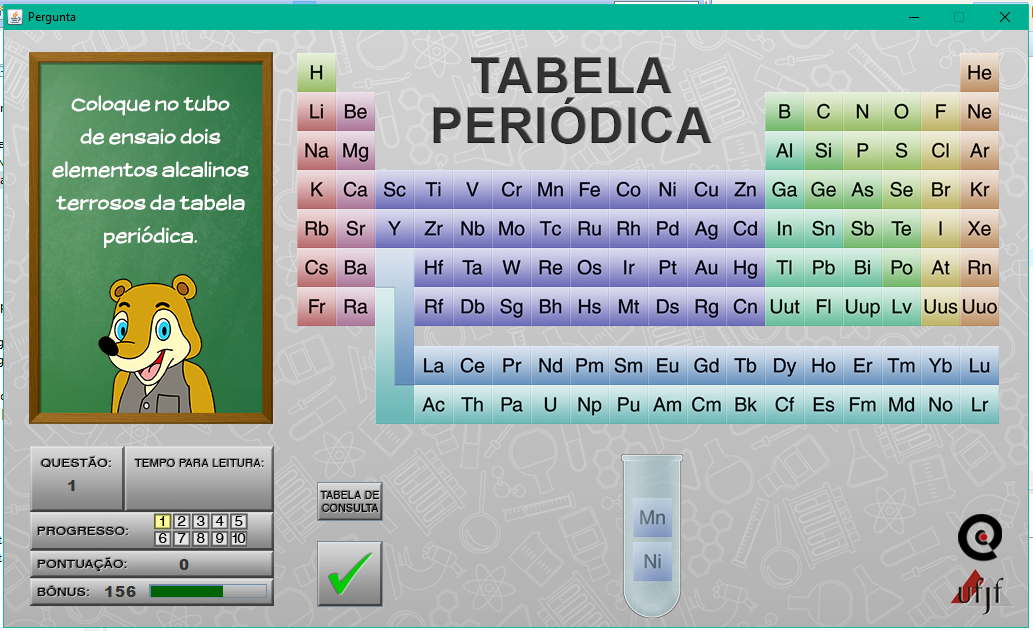 Pergunta
Coloque no tubo
de ensaio dois
elementos alcalinos
terrosos da tabela
periódica.
TABELA
PERIÓDICA
H He
Li Be B C N O F Ne
Na Mg Al Si P S Cl Ar
K Ca Sc Ti V Cr Mn Fe Co Ni Cu Zn Ga Ge As Se Br Kr
Rb Sr Y Zr Nb Mo Tc Ru Rh Pd Ag Cd In Sn Sb Te I Xe
Cs Ba Hf Ta W Re Os Ir Pt Au Hg Tl Pb Bi Po At Rn
Fr Ra Rf Db Sg Bh Hs Mt Ds Rg Cn Uut Fl Uup Lv Uus Uuo
La Ce Pr Nd Pm Sm Eu Gd Tb Dy Ho Er Tm Yb Lu
Ac Th Pa U Np Pu Am Cm Bk Cf Es Fm Md No Lr
QUESTÃO: TEMPO PARA LEITURA:
1
PROGRESSO: 1 2 3 4 5
6 7 8 9 10
PONTUAÇÃO: 0
BÔNUS: 156
TABELA DE
CONSULTA
Mn
Ni
ufjf